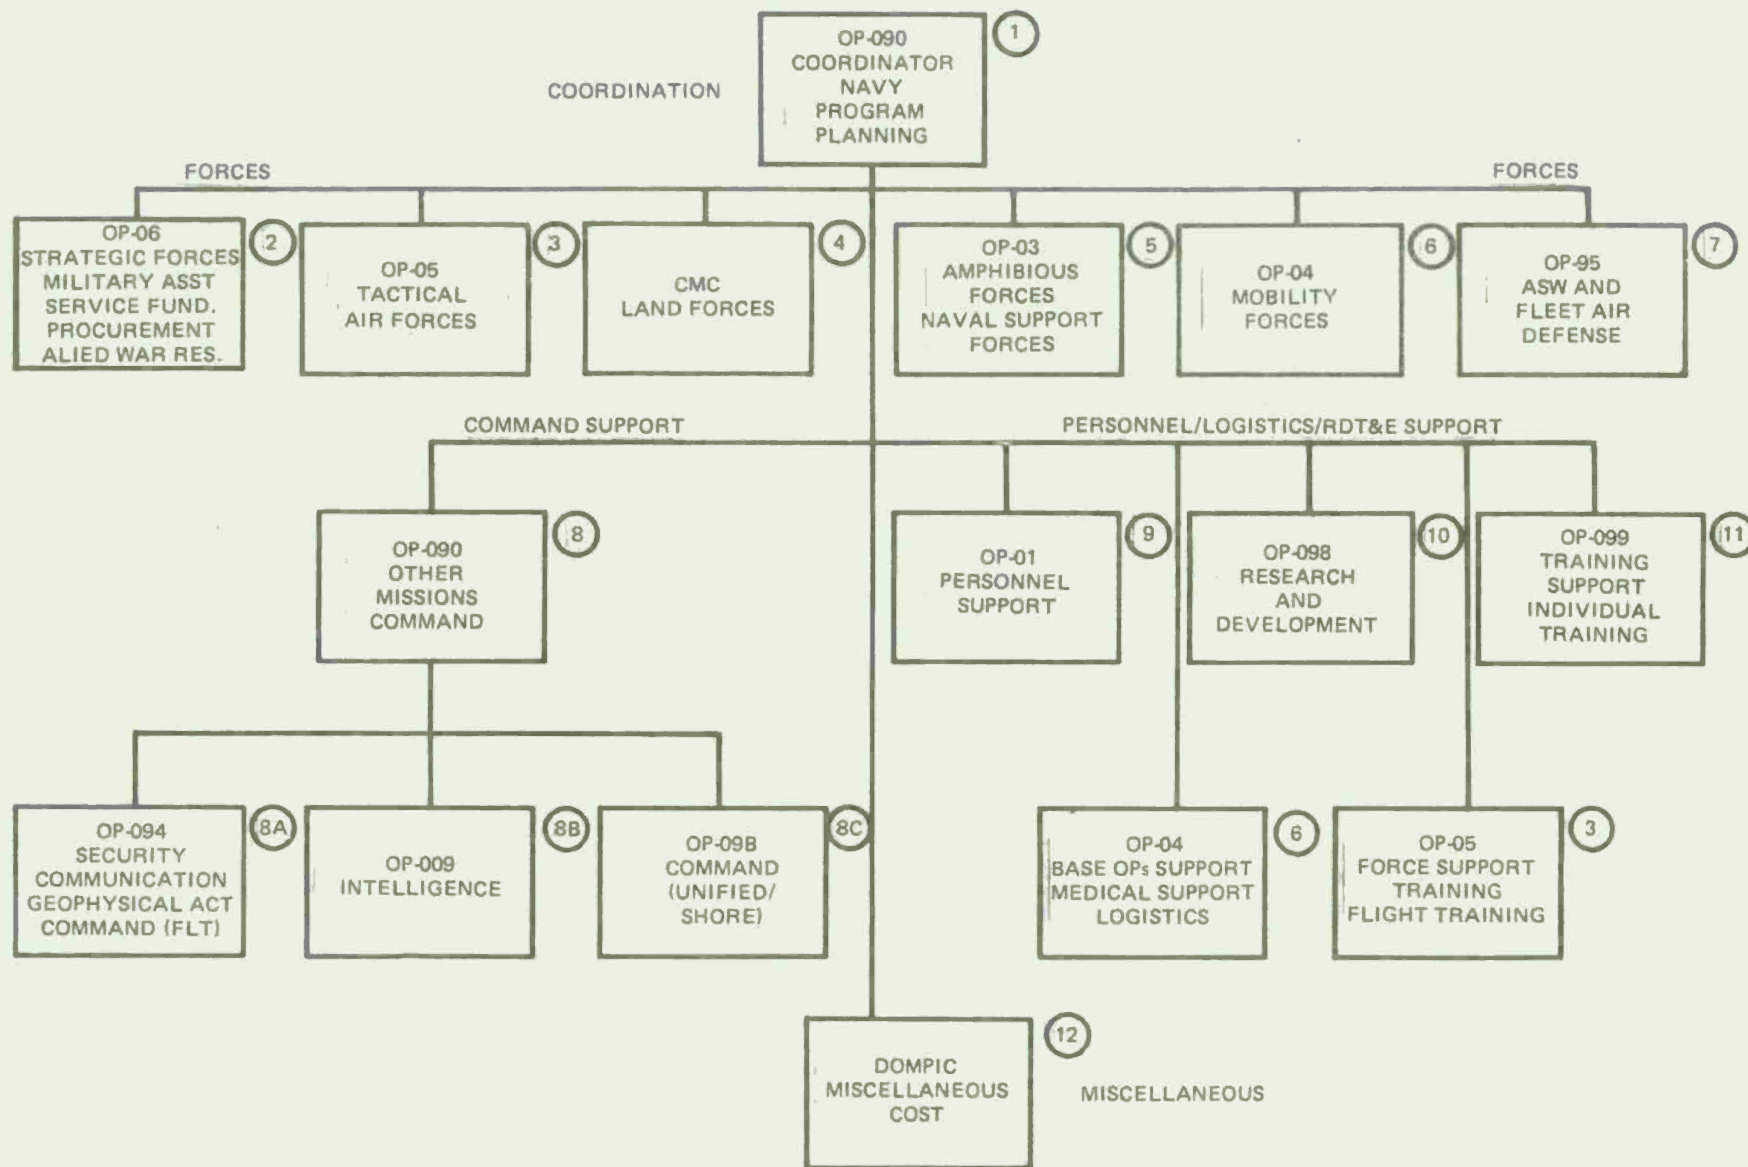 OP-090
COORDINATOR
NAVY
PROGRAM
PLANNING
1
COORDINATION
FORCES
FORCES
OP-06
STRATEGIC FORCES
MILITARY ASST
SERVICE FUND.
PROCUREMENT
ALIED WAR RES.
2
OP-05
TACTICAL
AIR FORCES
3
CMC
LAND FORCES
4
OP-03
AMPHIBIOUS
FORCES
NAVAL SUPPORT
FORCES
5
OP-04
MOBILITY
FORCES
6
OP-95
ASW AND
FLEET AIR
DEFENSE
7
COMMAND SUPPORT
PERSONNEL/LOGISTICS/RDT&E SUPPORT
OP-090
OTHER
MISSIONS
COMMAND
8
OP-01
PERSONNEL
SUPPORT
9
OP-098
RESEARCH
AND
DEVELOPMENT
10
OP-099
TRAINING
SUPPORT
INDIVIDUAL
TRAINING
11
OP-094
SECURITY
COMMUNICATION
GEOPHYSICAL ACT
COMMAND (FLT)
8A
OP-009
INTELLIGENCE
8B
OP-09B
COMMAND
(UNIFIED/
SHORE)
8C
OP-04
BASE OPs SUPPORT
MEDICAL SUPPORT
LOGISTICS
6
OP-05
FORCE SUPPORT
TRAINING
FLIGHT TRAINING
3
DOMPIC
MISCELLANEOUS
COST
12
MISCELLANEOUS